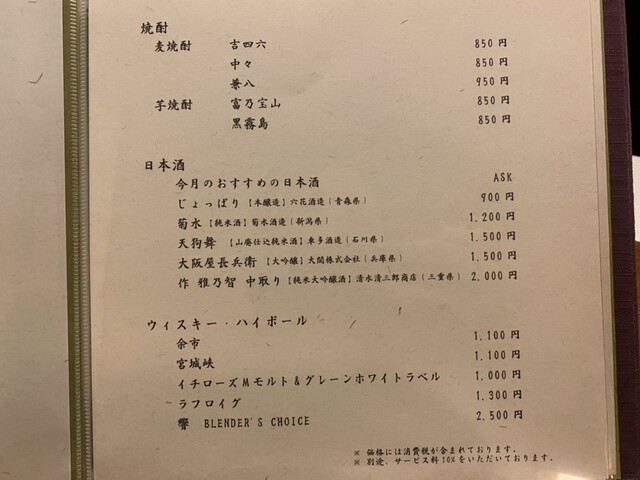 焼酎
麦焼酎 吉四六 850円
中々 850円
兼八 950円
芋焼酎 富乃宝山 850円
黒霧島 850円
日本酒
今月のおすすめの日本酒 ASK
じょっぱり【本醸造】六花酒造(青森県) 900円
菊水【純米酒】菊水酒造(新潟県) 1.200円
天狗舞 【山廃仕込純米酒】車多酒造(石川県) 1.500円
大阪屋長兵衛【大吟醸】大関株式会社(兵庫県) 1.500円
作 雅乃智 中取り【純米大吟醸酒】清水清三郎商店(三重県) 2.000円
ウィスキー・ハイボール
余市 1.100円
宮城峡 1.100円
イチローズMモルト&グレーンホワイトラベル 1.000円
ラフロイグ 1.300円
響 BLENDER'S CHOICE 2.500円
※ 価格には消費税が含まれております。
※ 別途、サービス料10%をいただいております。